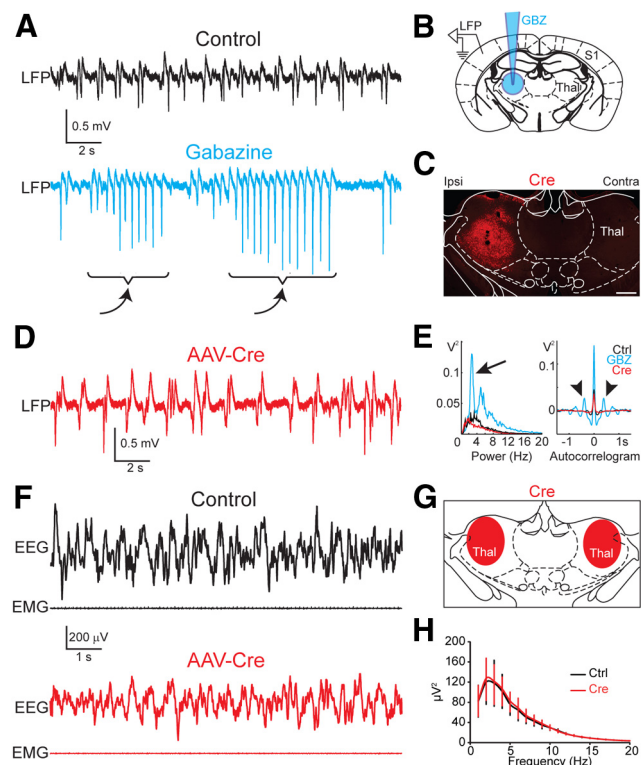 A
Control
LFP
0.5 mV
2 s
Gabazine
LFP
B
LFP
GBZ
S1
Thal
C
Cre
Ipsi
Contra
Thal
D
AAV-Cre
LFP
0.5 mV
2 s
E
V²
0.1
0.05
0 4 8 12 16 20
Power (Hz)
V²
Ctrl
GBZ
Cre
0.1
0
-1 0 1s
Autocorrelogram
F
Control
EEG
EMG
200 μV
1 s
AAV-Cre
EEG
EMG
G
Cre
Thal
Thal
H
μV²
200
160
120
80
40
0
0 5 10 15 20
Frequency (Hz)
Ctrl
Cre